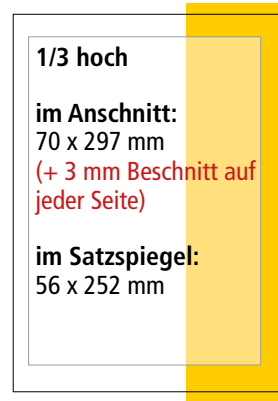 1/3 hoch
im Anschnitt:
70 x 297 mm
(+ 3 mm Beschnitt auf
jeder Seite)
im Satzspiegel:
56 x 252 mm